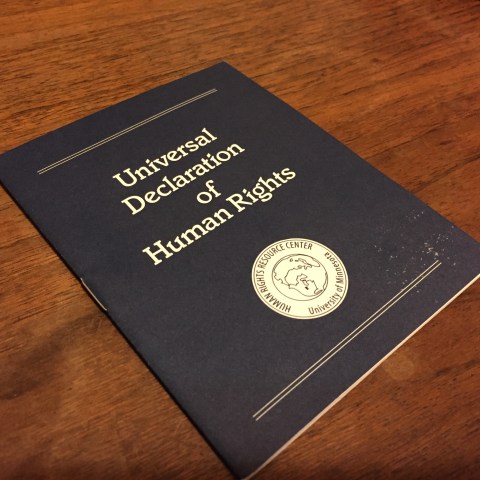 Universal
Declaration
of
Human Rights
HUMAN RIGHTS RESOURCE CENTER
University of Minnesota